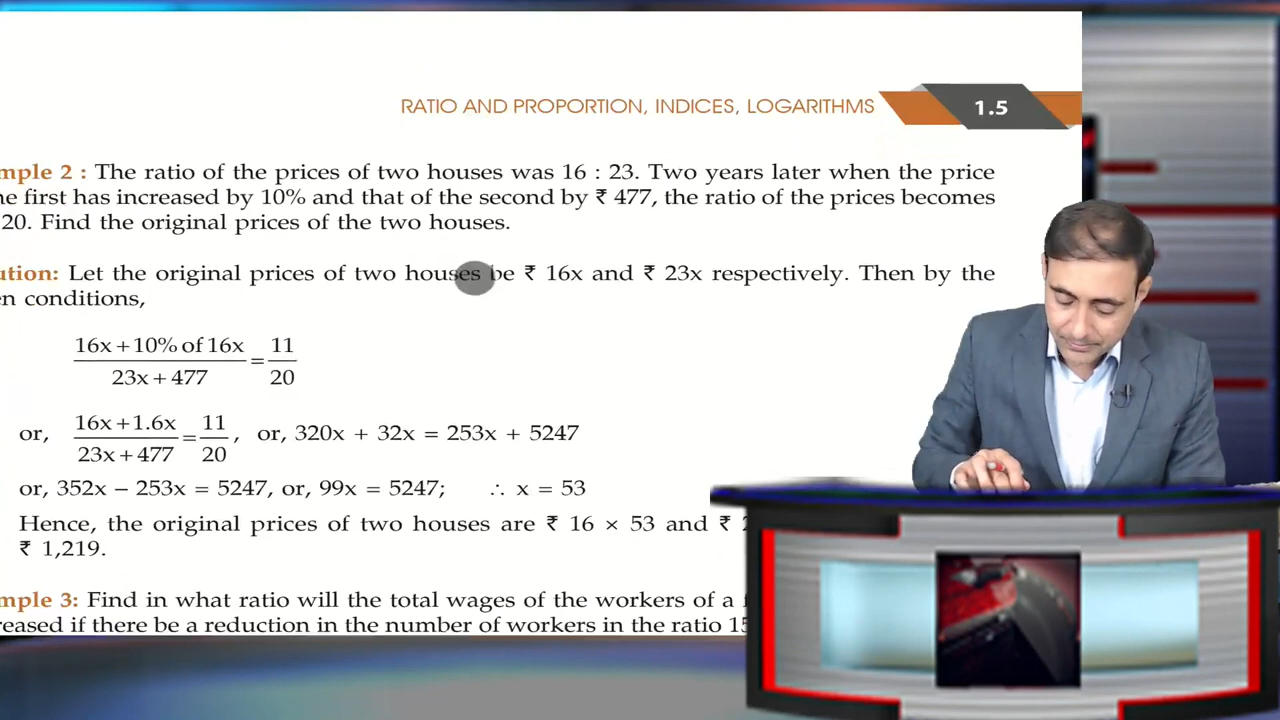 RATIO AND PROPORTION, INDICES, LOGARITHMS 1.5
mple 2 : The ratio of the prices of two houses was 16 : 23. Two years later when the price
he first has increased by 10% and that of the second by ₹ 477, the ratio of the prices becomes
20. Find the original prices of the two houses.
ution: Let the original prices of two houses be ₹ 16x and ₹ 23x respectively. Then by the
en conditions,
16x + 10% of 16x / 23x + 477 = 11 / 20
or, 16x + 1.6x / 23x + 477 = 11 / 20, or, 320x + 32x = 253x + 5247
or, 352x – 253x = 5247, or, 99x = 5247; ∴ x = 53
Hence, the original prices of two houses are ₹ 16 × 53 and ₹
₹ 1,219.
mple 3: Find in what ratio will the total wages of the workers of a
reased if there be a reduction in the number of workers in the ratio 15